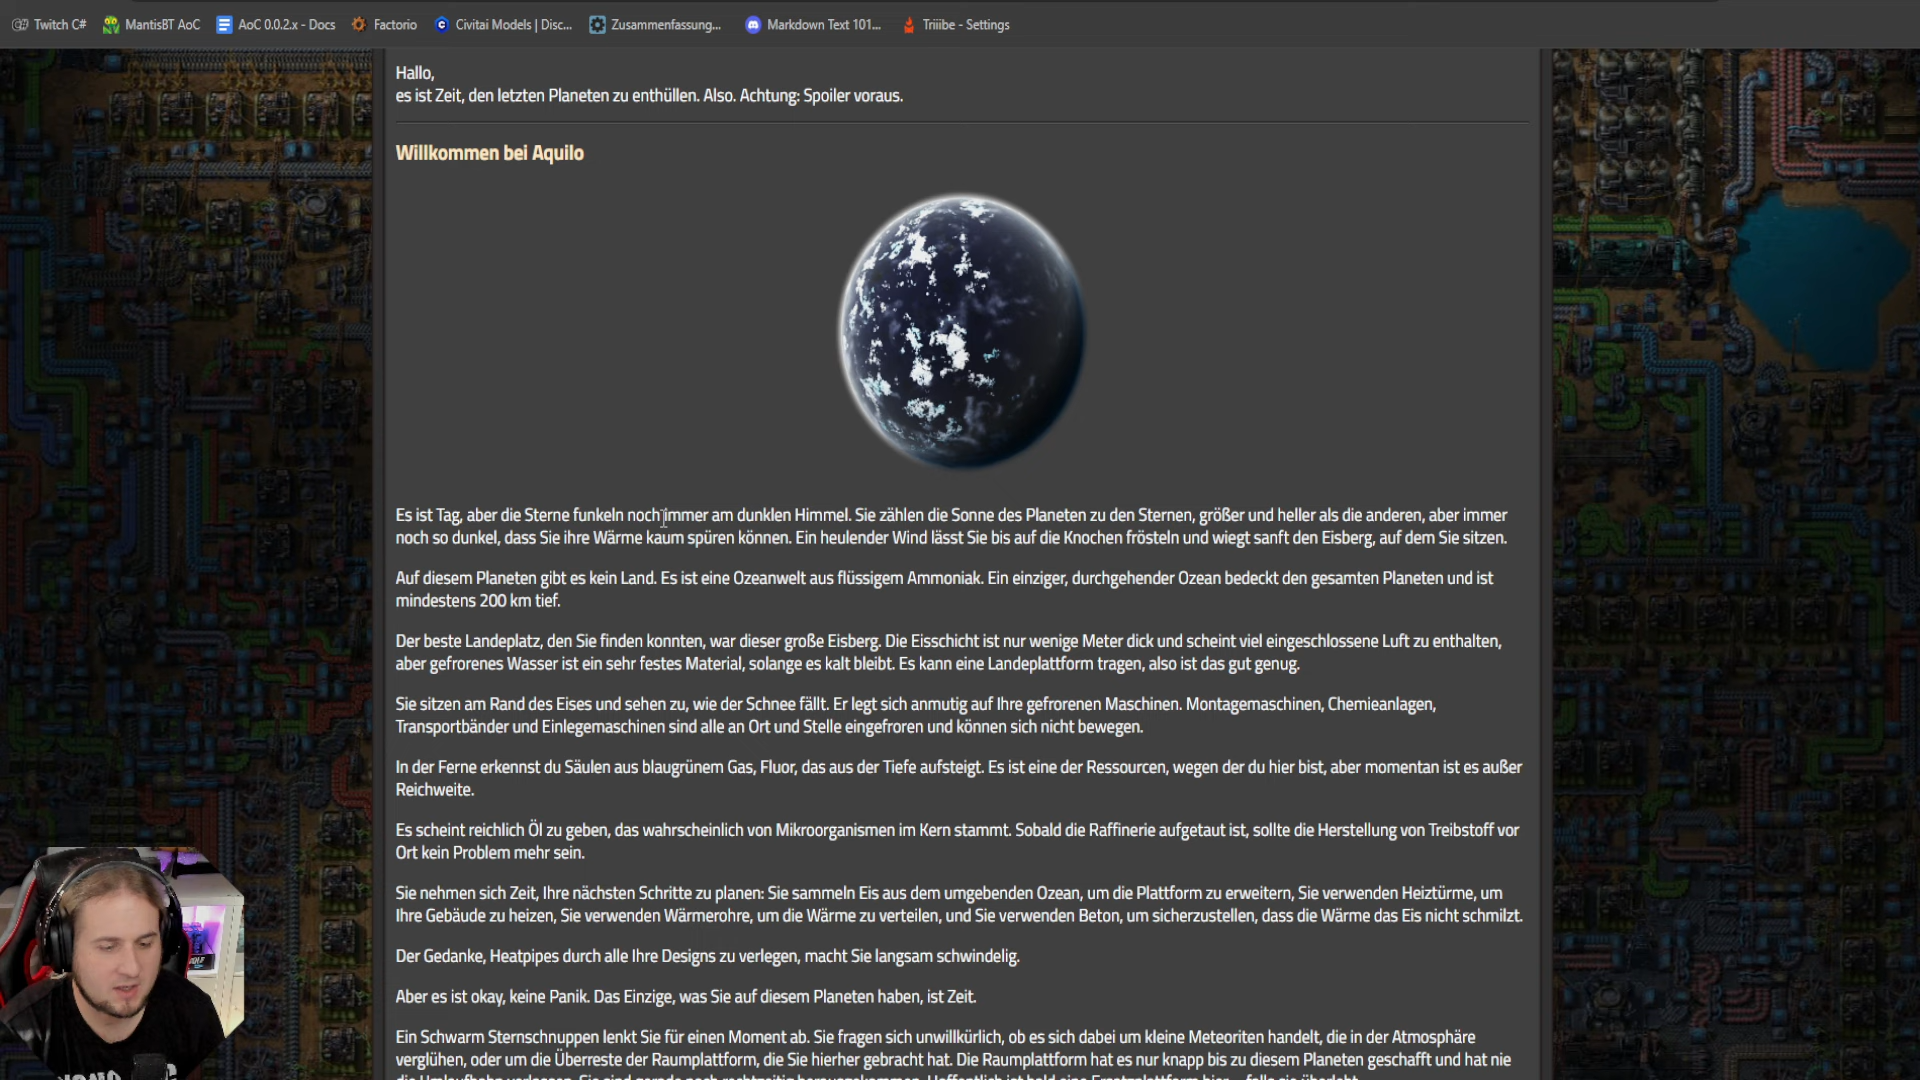 Twitch C# MantisBT AoC AoC 0.0.2.x - Docs Factorio Civitai Models | Disc... Zusammenfassung... Markdown Text 101... Triiibe - Settings
Hallo,
es ist Zeit, den letzten Planeten zu enthüllen. Also. Achtung: Spoiler voraus.
Willkommen bei Aquilo
Es ist Tag, aber die Sterne funkeln noch immer am dunklen Himmel. Sie zählen die Sonne des Planeten zu den Sternen, größer und heller als die anderen, aber immer
noch so dunkel, dass Sie ihre Wärme kaum spüren können. Ein heulender Wind lässt Sie bis auf die Knochen frösteln und wiegt sanft den Eisberg, auf dem Sie sitzen.
Auf diesem Planeten gibt es kein Land. Es ist eine Ozeanwelt aus flüssigem Ammoniak. Ein einziger, durchgehender Ozean bedeckt den gesamten Planeten und ist
mindestens 200 km tief.
Der beste Landeplatz, den Sie finden konnten, war dieser große Eisberg. Die Eisschicht ist nur wenige Meter dick und scheint viel eingeschlossene Luft zu enthalten,
aber gefrorenes Wasser ist ein sehr festes Material, solange es kalt bleibt. Es kann eine Landeplattform tragen, also ist das gut genug.
Sie sitzen am Rand des Eises und sehen zu, wie der Schnee fällt. Er legt sich anmutig auf Ihre gefrorenen Maschinen. Montagemaschinen, Chemieanlagen,
Transportbänder und Einlegemaschinen sind alle an Ort und Stelle eingefroren und können sich nicht bewegen.
In der Ferne erkennst du Säulen aus blaugrünem Gas, Fluor, das aus der Tiefe aufsteigt. Es ist eine der Ressourcen, wegen der du hier bist, aber momentan ist es außer
Reichweite.
Es scheint reichlich Öl zu geben, das wahrscheinlich von Mikroorganismen im Kern stammt. Sobald die Raffinerie aufgetaut ist, sollte die Herstellung von Treibstoff vor
Ort kein Problem mehr sein.
Sie nehmen sich Zeit, Ihre nächsten Schritte zu planen: Sie sammeln Eis aus dem umgebenden Ozean, um die Plattform zu erweitern, Sie verwenden Heiztürme, um
Ihre Gebäude zu heizen, Sie verwenden Wärmerohre, um die Wärme zu verteilen, und Sie verwenden Beton, um sicherzustellen, dass die Wärme das Eis nicht schmilzt.
Der Gedanke, Heatpipes durch alle Ihre Designs zu verlegen, macht Sie langsam schwindelig.
Aber es ist okay, keine Panik. Das Einzige, was Sie auf diesem Planeten haben, ist Zeit.
Ein Schwarm Sternschnuppen lenkt Sie für einen Moment ab. Sie fragen sich unwillkürlich, ob es sich dabei um kleine Meteoriten handelt, die in der Atmosphäre
verglühen, oder um die Überreste der Raumplattform, die Sie hierher gebracht hat. Die Raumplattform hat es nur knapp bis zu diesem Planeten geschafft und hat nie